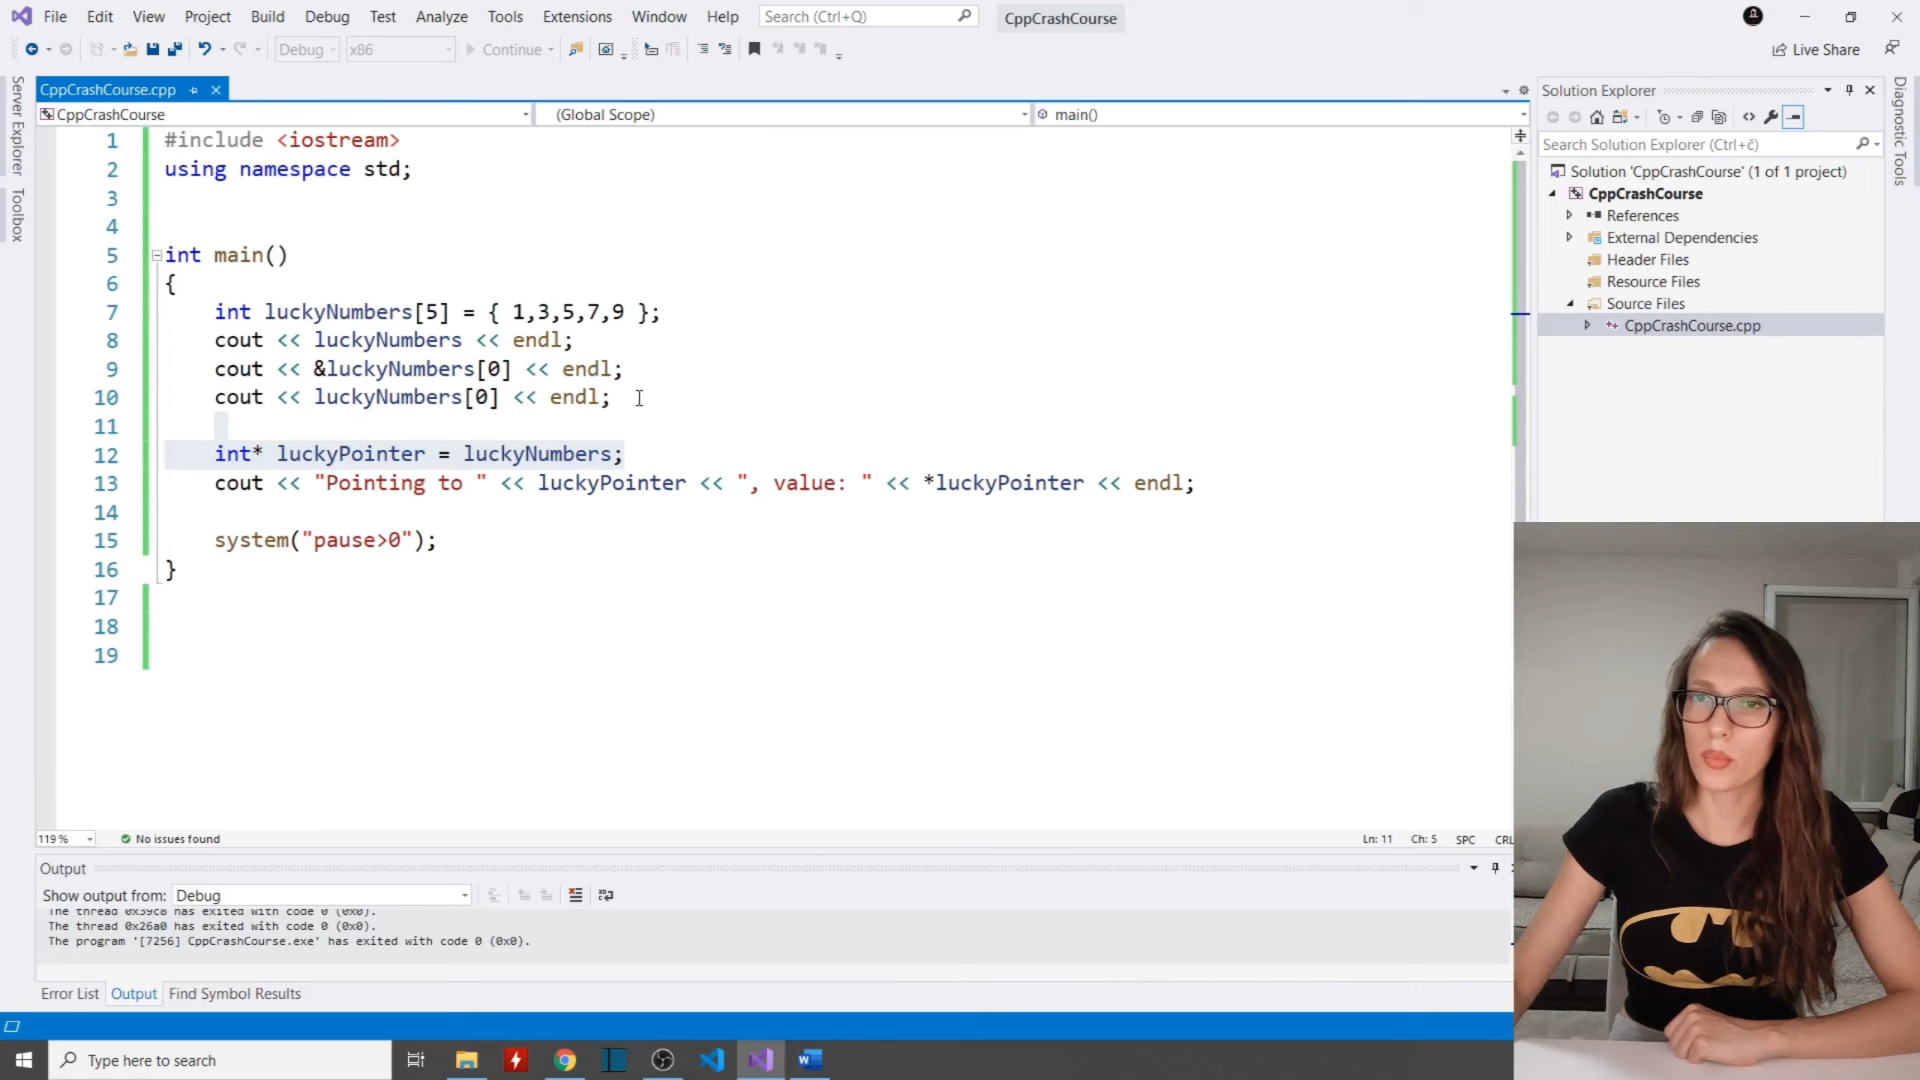 File Edit View Project Build Debug Test Analyze Tools Extensions Window Help Search (Ctrl+Q) CppCrashCourse
Debug x86 Continue Live Share
Server Explorer
Toolbox
CppCrashCourse.cpp
CppCrashCourse (Global Scope) main()
1 #include <iostream>
2 using namespace std;
3
4
5 int main()
6 {
7 int luckyNumbers[5] = { 1,3,5,7,9 };
8 cout << luckyNumbers << endl;
9 cout << &luckyNumbers[0] << endl;
10 cout << luckyNumbers[0] << endl;
11
12 int* luckyPointer = luckyNumbers;
13 cout << "Pointing to " << luckyPointer << ", value: " << *luckyPointer << endl;
14
15 system("pause>0");
16 }
17
18
19
119 % No issues found Ln: 11 Ch: 5 SPC CRL
Output
Show output from: Debug
The thread 0x39c8 has exited with code 0 (0x0).
The thread 0x26a0 has exited with code 0 (0x0).
The program '[7256] CppCrashCourse.exe' has exited with code 0 (0x0).
Error List Output Find Symbol Results
Solution Explorer
Search Solution Explorer (Ctrl+č)
Solution 'CppCrashCourse' (1 of 1 project)
CppCrashCourse
References
External Dependencies
Header Files
Resource Files
Source Files
CppCrashCourse.cpp
Diagnostic Tools
Type here to search